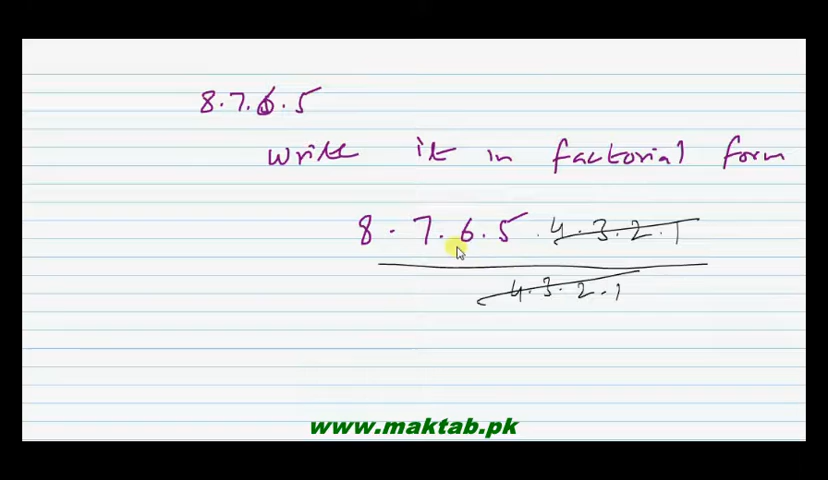 8.7.6.5
Write it in factorial form
8.7.6.5.4.3.2.1
4.3.2.1
www.maktab.pk